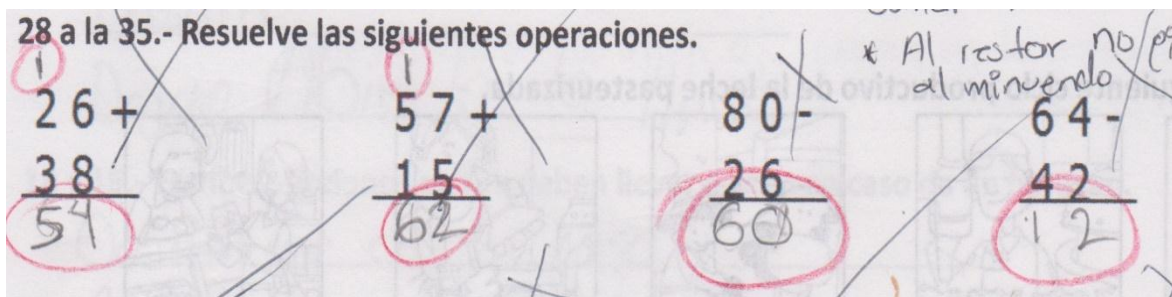 28 a la 35.- Resuelve las siguientes operaciones.
* Al restar no
al minuendo
1 1
26+ 57+ 80- 64-
38 15 26 42
54 62 60 12